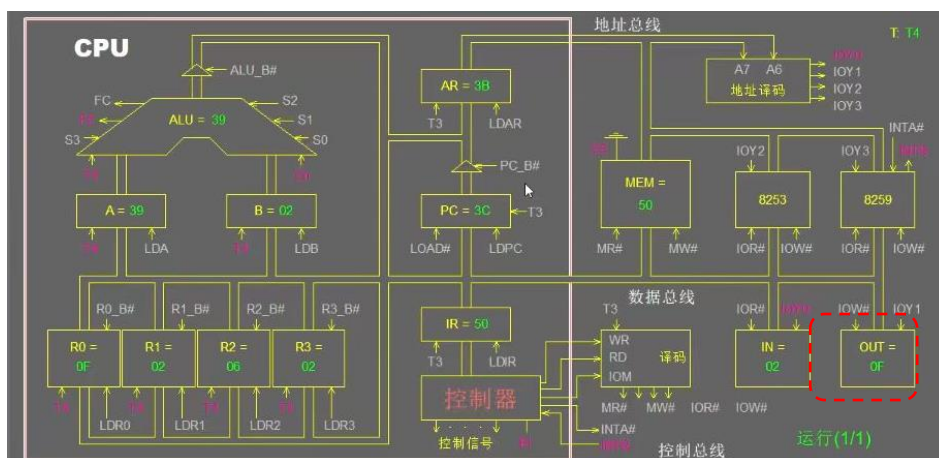 地址总线
T: T4
CPU
ALU_B#
A7 A6
地址译码
IOY1
IOY2
IOY3
AR = 3B
T3
LDAR
FC
S2
S1
S0
S3
ALU = 39
INTA#
PC_B#
IOY2
IOY3
MEM =
50
8253
8259
A = 39
B = 02
PC = 3C
T3
LDA
LDB
LOAD#
LDPC
MR#
MW#
IOR#
IOW#
IOR#
IOW#
数据总线
R0_B#
R1_B#
R2_B#
R3_B#
IR = 50
T3
IOR#
IOW#
IOY1
R0 =
0F
R1 =
02
R2 =
06
R3 =
02
T3
LDIR
WR
RD
IOM
译码
IN =
02
OUT =
0F
控制器
LDR0
LDR1
LDR2
LDR3
MR#
MW#
IOR#
IOW#
INTA#
控制信号
控制总线
运行(1/1)